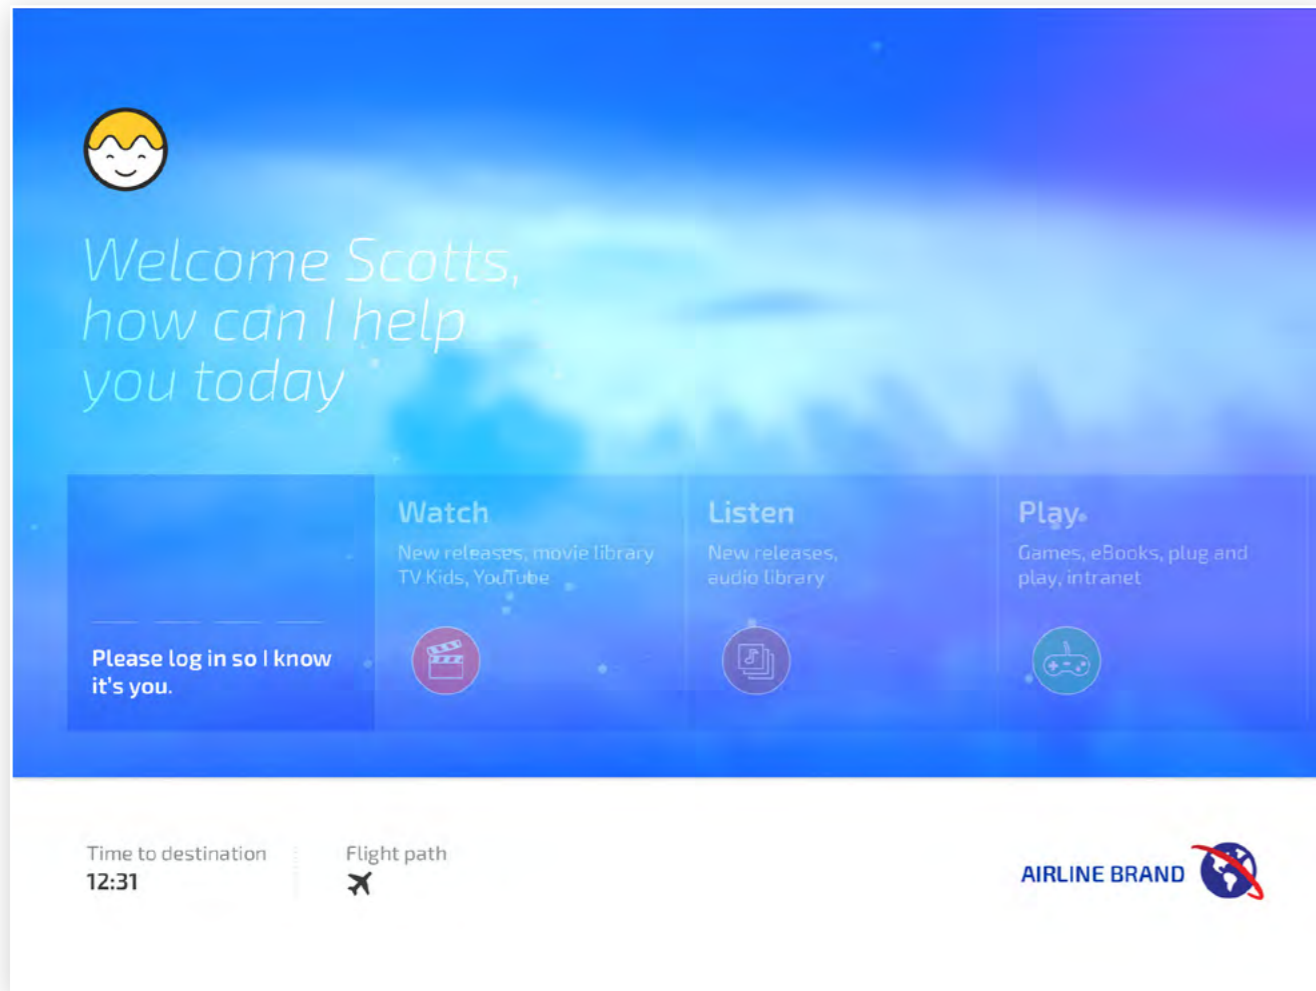 Welcome Scotts,
how can I help
you today
Please log in so I know
it's you.
Watch
New releases, movie library
TV Kids, YouTube
Listen
New releases,
audio library
Play
Games, eBooks, plug and
play, intranet
Time to destination
12:31
Flight path
AIRLINE BRAND